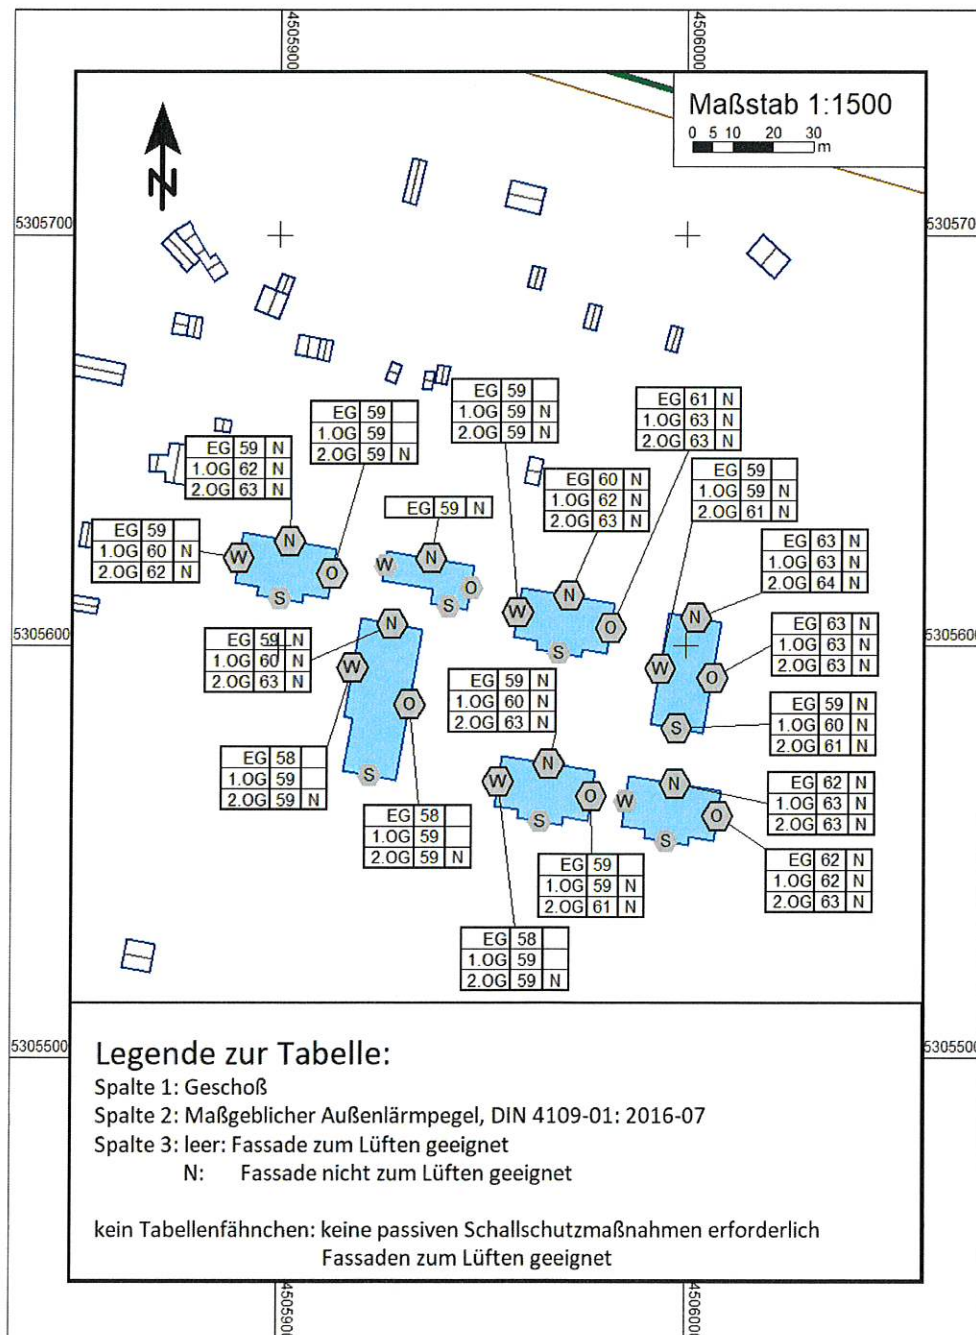 4505900
4506000
Maßstab 1:1500
0 5 10 20 30
m
N
5305700
5305700
EG 59
1.OG 59 N
2.OG 59 N
EG 61 N
1.OG 63 N
2.OG 63 N
EG 59
1.OG 59
2.OG 59 N
EG 59 N
1.OG 62 N
2.OG 63 N
EG 59
1.OG 59 N
2.OG 61 N
EG 60 N
1.OG 62 N
2.OG 63 N
EG 59 N
EG 59
1.OG 60 N
2.OG 62 N
EG 63 N
1.OG 63 N
2.OG 64 N
N
W
O
S
N
W
O
S
N
W
O
S
N
W
O
S
N
W
O
S
5305600
5305600
EG 59 N
1.OG 60 N
2.OG 63 N
EG 63 N
1.OG 63 N
2.OG 63 N
EG 59 N
1.OG 60 N
2.OG 63 N
EG 59 N
1.OG 60 N
2.OG 61 N
EG 58
1.OG 59
2.OG 59 N
N
W
O
S
N
W
O
S
EG 62 N
1.OG 63 N
2.OG 63 N
EG 58
1.OG 59
2.OG 59 N
EG 59
1.OG 59 N
2.OG 61 N
EG 62 N
1.OG 62 N
2.OG 63 N
EG 58
1.OG 59
2.OG 59 N
5305500
5305500
Legende zur Tabelle:
Spalte 1: Geschoß
Spalte 2: Maßgeblicher Außenlärmpegel, DIN 4109-01: 2016-07
Spalte 3: leer: Fassade zum Lüften geeignet
N: Fassade nicht zum Lüften geeignet
kein Tabellenfähnchen: keine passiven Schallschutzmaßnahmen erforderlich
Fassaden zum Lüften geeignet
4505900
4506000